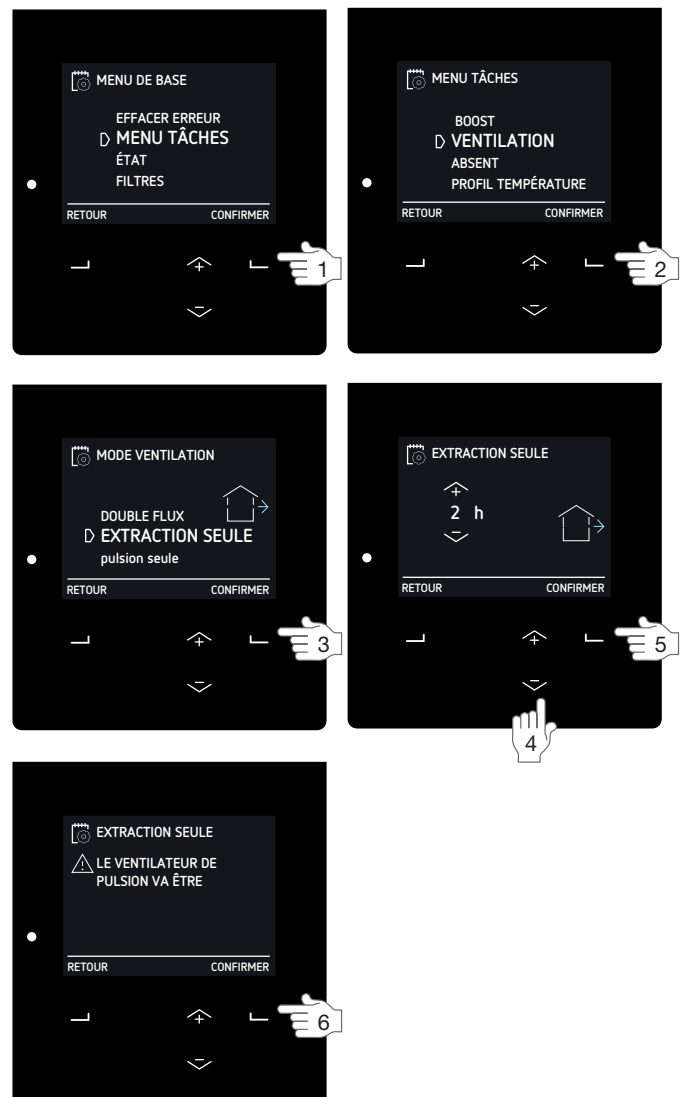 MENU DE BASE
EFFACER ERREUR
MENU TÂCHES
ÉTAT
FILTRES
RETOUR CONFIRMER
1
MENU TÂCHES
BOOST
VENTILATION
ABSENT
PROFIL TEMPÉRATURE
RETOUR CONFIRMER
2
MODE VENTILATION
DOUBLE FLUX
EXTRACTION SEULE
pulsion seule
RETOUR CONFIRMER
3
EXTRACTION SEULE
2 h
RETOUR CONFIRMER
5
4
EXTRACTION SEULE
LE VENTILATEUR DE
PULSION VA ÊTRE
RETOUR CONFIRMER
6